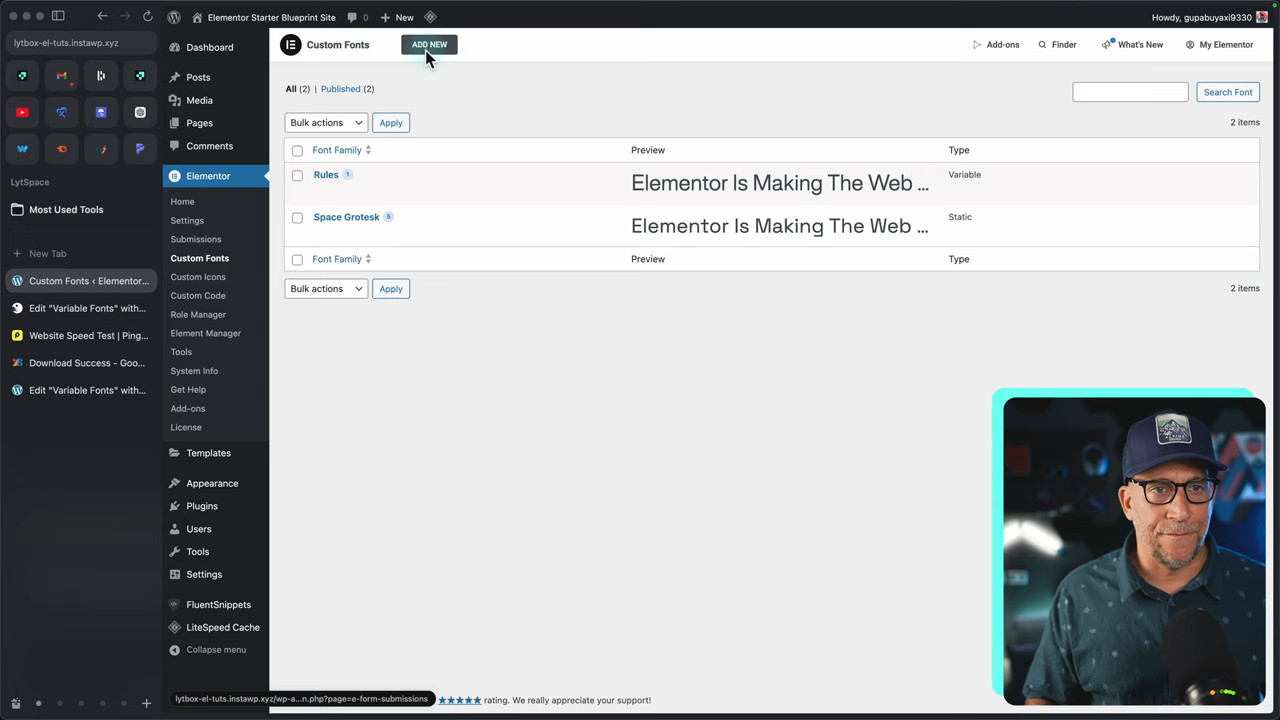 Elementor Starter Blueprint Site
0
New
Howdy, gupabuyaxi9330
lytbox-el-tuts.instawp.xyz
LytSpace
Most Used Tools
New Tab
Custom Fonts ‹ Elementor...
Edit "Variable Fonts" with...
Website Speed Test | Ping...
Download Success - Goo...
Edit "Variable Fonts" with...
Dashboard
Posts
Media
Pages
Comments
Elementor
Home
Settings
Submissions
Custom Fonts
Custom Icons
Custom Code
Role Manager
Element Manager
Tools
System Info
Get Help
Add-ons
License
Templates
Appearance
Plugins
Users
Tools
Settings
FluentSnippets
LiteSpeed Cache
Collapse menu
Custom Fonts
ADD NEW
Add-ons
Finder
What's New
My Elementor
All (2) | Published (2)
Search Font
Bulk actions
Apply
2 items
Font Family
Preview
Type
Rules 1
Elementor Is Making The Web ...
Variable
Space Grotesk 5
Elementor Is Making The Web ...
Static
Font Family
Preview
Type
Bulk actions
Apply
2 items
lytbox-el-tuts.instawp.xyz/wp-a...n.php?page=e-form-submissions
★★★★★ rating. We really appreciate your support!